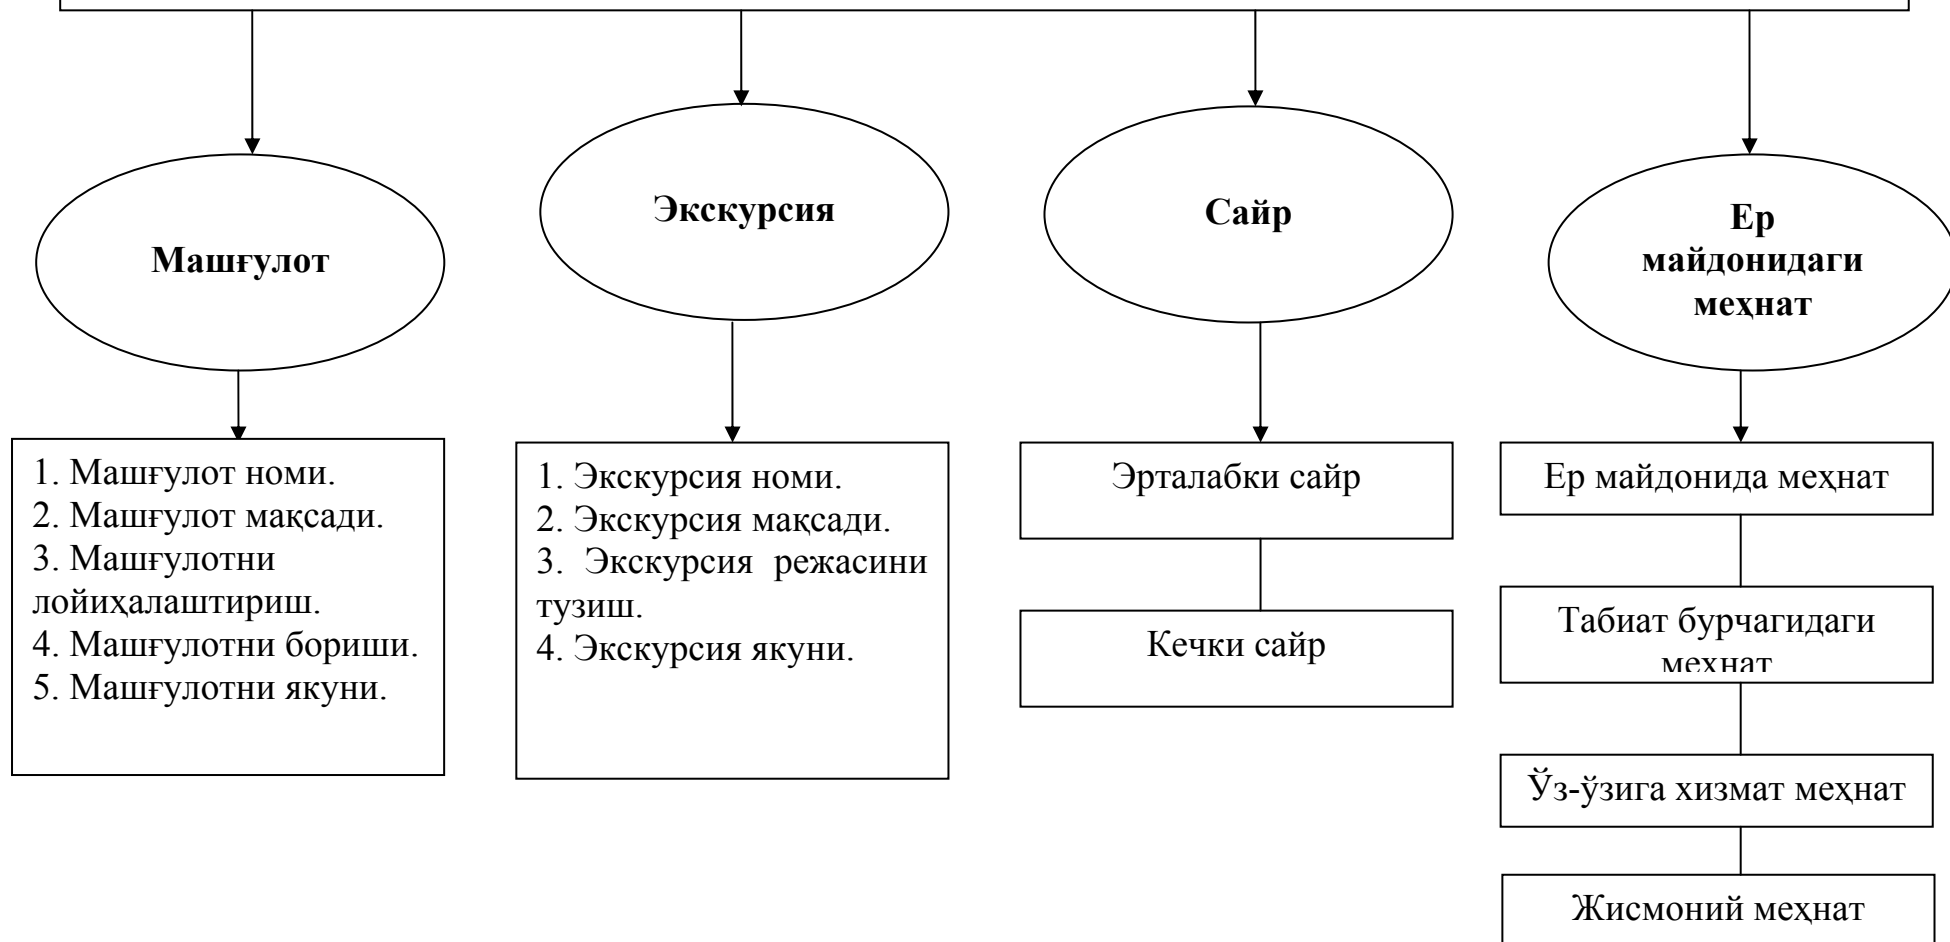 Машғулот
Экскурсия
Сайр
Ер
майдонидаги
меҳнат
1. Машғулот номи.
2. Машғулот мақсади.
3. Машғулотни
лойиҳалаштириш.
4. Машғулотни бориши.
5. Машғулотни якуни.
1. Экскурсия номи.
2. Экскурсия мақсади.
3. Экскурсия режасини
тузиш.
4. Экскурсия якуни.
Эрталабки сайр
Кечки сайр
Ер майдонида меҳнат
Табиат бурчагидаги
меҳнат
Ўз-ўзига хизмат меҳнат
Жисмоний меҳнат